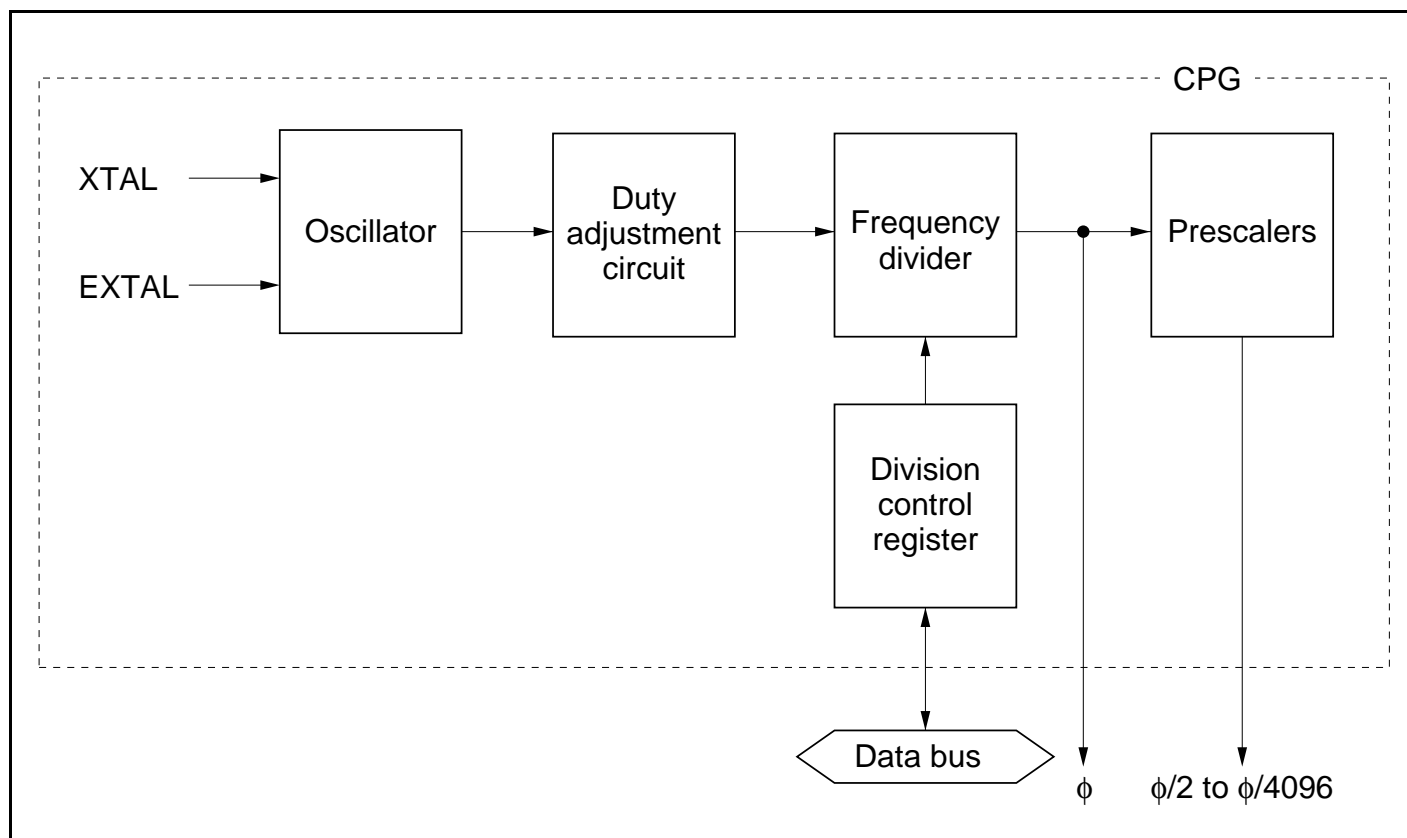 CPG
XTAL
EXTAL
Oscillator
Duty
adjustment
circuit
Frequency
divider
Prescalers
Division
control
register
Data bus
ϕ
ϕ/2 to ϕ/4096